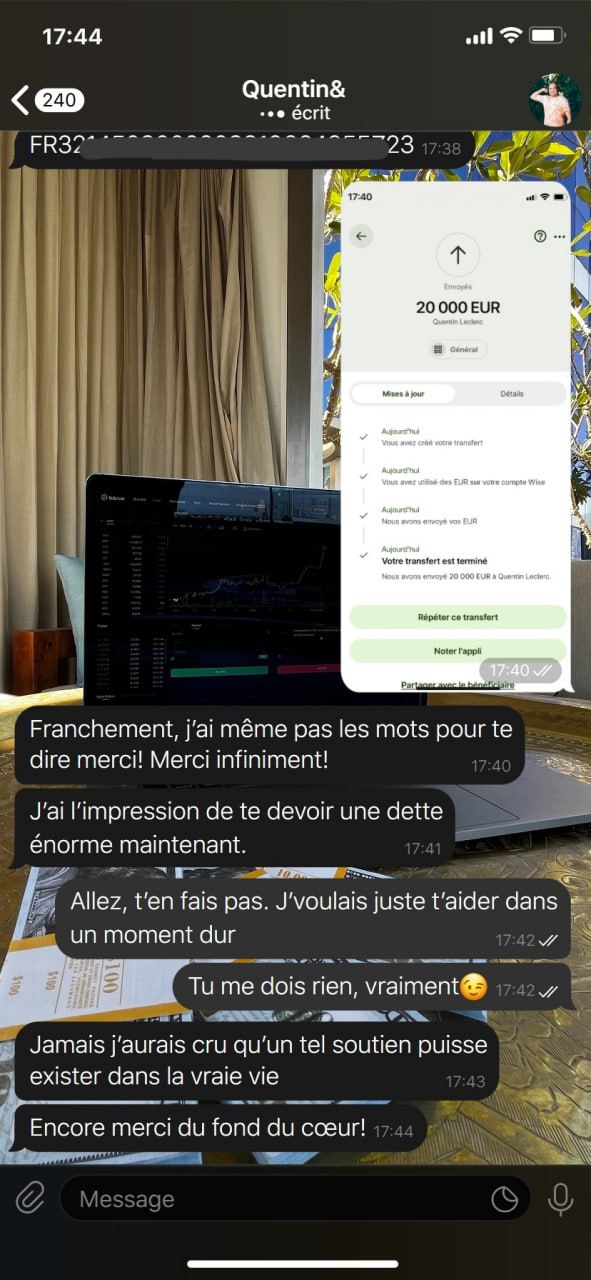 17:44
240
Quentin&
••• écrit
23 17:38
17:40
Envoyés
20 000 EUR
Quentin Leclerc
Général
Mises à jour
Détails
Aujourd'hui
Vous avez créé votre transfert
Aujourd'hui
Vous avez utilisé des EUR sur votre compte Wise
Aujourd'hui
Nous avons envoyé vos EUR
Aujourd'hui
Votre transfert est terminé
Nous avons envoyé 20 000 EUR à Quentin Leclerc.
Répéter ce transfert
Noter l'appli
Partager avec le bénéficiaire
17:40
Franchement, j'ai même pas les mots pour te
dire merci! Merci infiniment!
17:40
J'ai l'impression de te devoir une dette
énorme maintenant.
17:41
Allez, t'en fais pas. J'voulais juste t'aider dans
un moment dur
17:42
Tu me dois rien, vraiment😉 17:42
$100
$100
$100
Jamais j'aurais cru qu'un tel soutien puisse
exister dans la vraie vie
17:43
Encore merci du fond du cœur! 17:44
Message